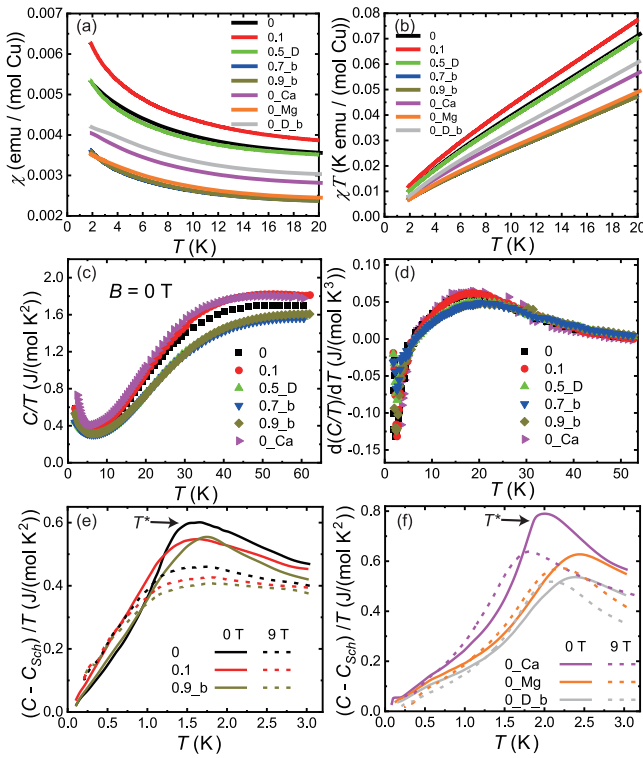 (a)
0.007
0.006
0.005
0.004
0.003
0.002
χ (emu / (mol Cu)
0
0.1
0.5_D
0.7_b
0.9_b
0_Ca
0_Mg
0_D_b
0 2 4 6 8 10 12 14 16 18 20
T (K)
(b)
0.08
0.07
0.06
0.05
0.04
0.03
0.02
0.01
0.00
χT (K emu / (mol Cu)
0
0.1
0.5_D
0.7_b
0.9_b
0_Ca
0_Mg
0_D_b
0 2 4 6 8 10 12 14 16 18 20
T (K)
(c)
B = 0 T
2.0
1.6
1.2
0.8
0.4
0.0
C/T (J/(mol K²)
0
0.1
0.5_D
0.7_b
0.9_b
0_Ca
0 10 20 30 40 50 60
T (K)
(d)
0.10
0.05
0.00
-0.05
-0.10
-0.15
d(C/T)/dT (J/(mol K³)
0
0.1
0.5_D
0.7_b
0.9_b
0_Ca
0 10 20 30 40 50
T (K)
(e)
T*
0.6
0.4
0.2
0.0
(C - C_Sch) /T (J/(mol K²)
0 T 9 T
0
0.1
0.9_b
0.0 0.5 1.0 1.5 2.0 2.5 3.0
T (K)
(f)
T*
0.8
0.6
0.4
0.2
0.0
(C - C_Sch) /T (J/(mol K²)
0 T 9 T
0_Ca
0_Mg
0_D_b
0.0 0.5 1.0 1.5 2.0 2.5 3.0
T (K)